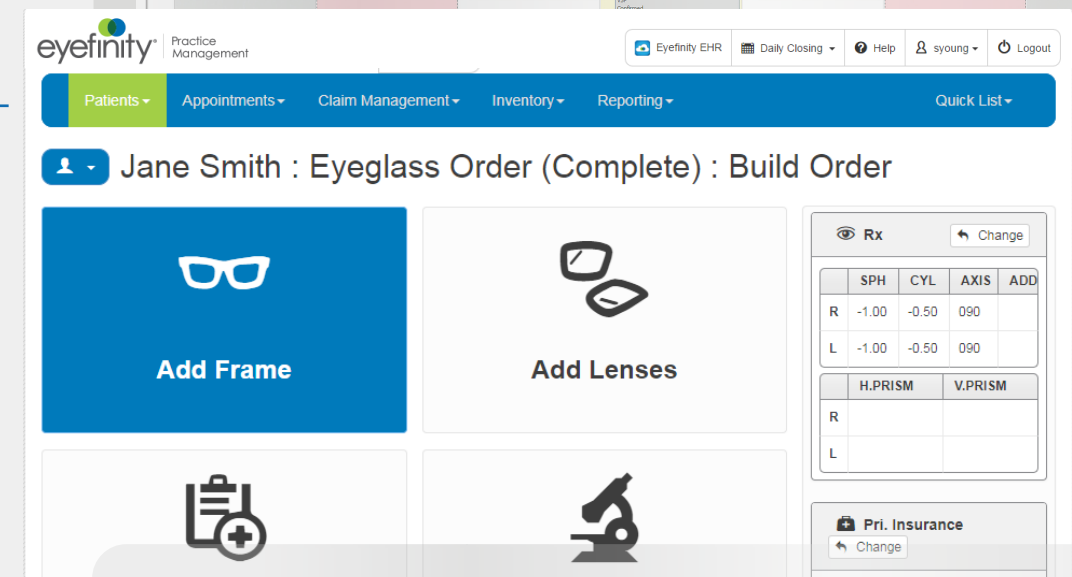 Confirmed
eyefinity Practice Management
Eyefinity EHR Daily Closing Help syoung Logout
Patients Appointments Claim Management Inventory Reporting Quick List
Jane Smith : Eyeglass Order (Complete) : Build Order
Add Frame
Add Lenses
Rx Change
SPH CYL AXIS ADD
R -1.00 -0.50 090
L -1.00 -0.50 090
H.PRISM V.PRISM
R
L
Pri. Insurance
Change